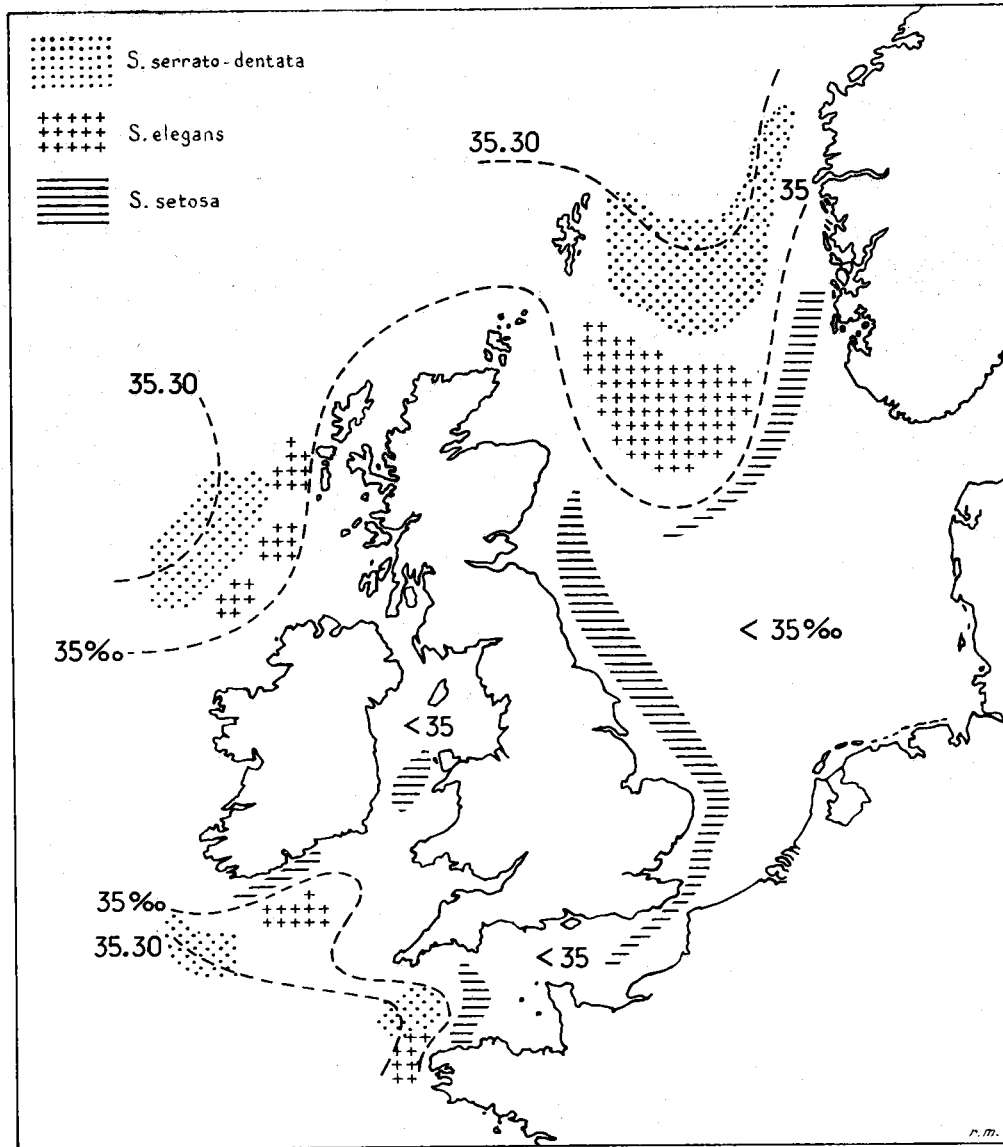 S. serrato-dentata
S. elegans
S. setosa
35.30
35
35.30
35‰
< 35‰
< 35
35‰
35.30
< 35
r.m.